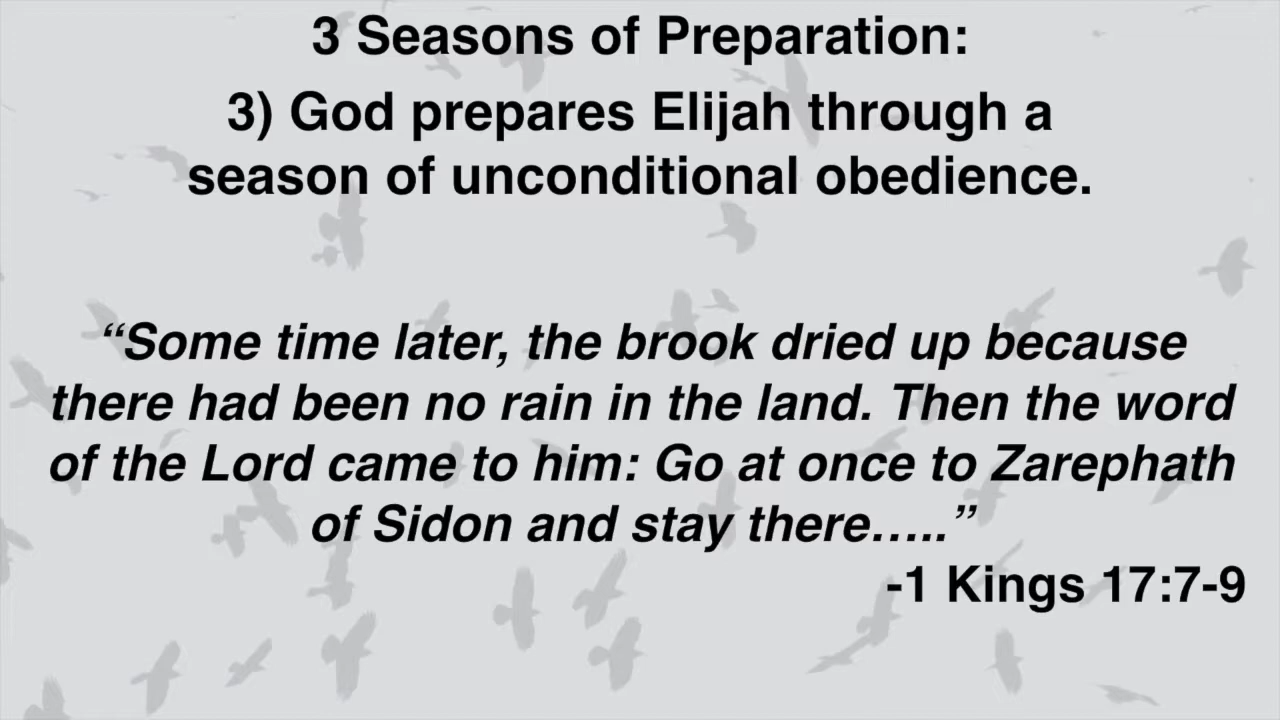 3 Seasons of Preparation:
3) God prepares Elijah through a
season of unconditional obedience.
“Some time later, the brook dried up because
there had been no rain in the land. Then the word
of the Lord came to him: Go at once to Zarephath
of Sidon and stay there…..”
-1 Kings 17:7-9